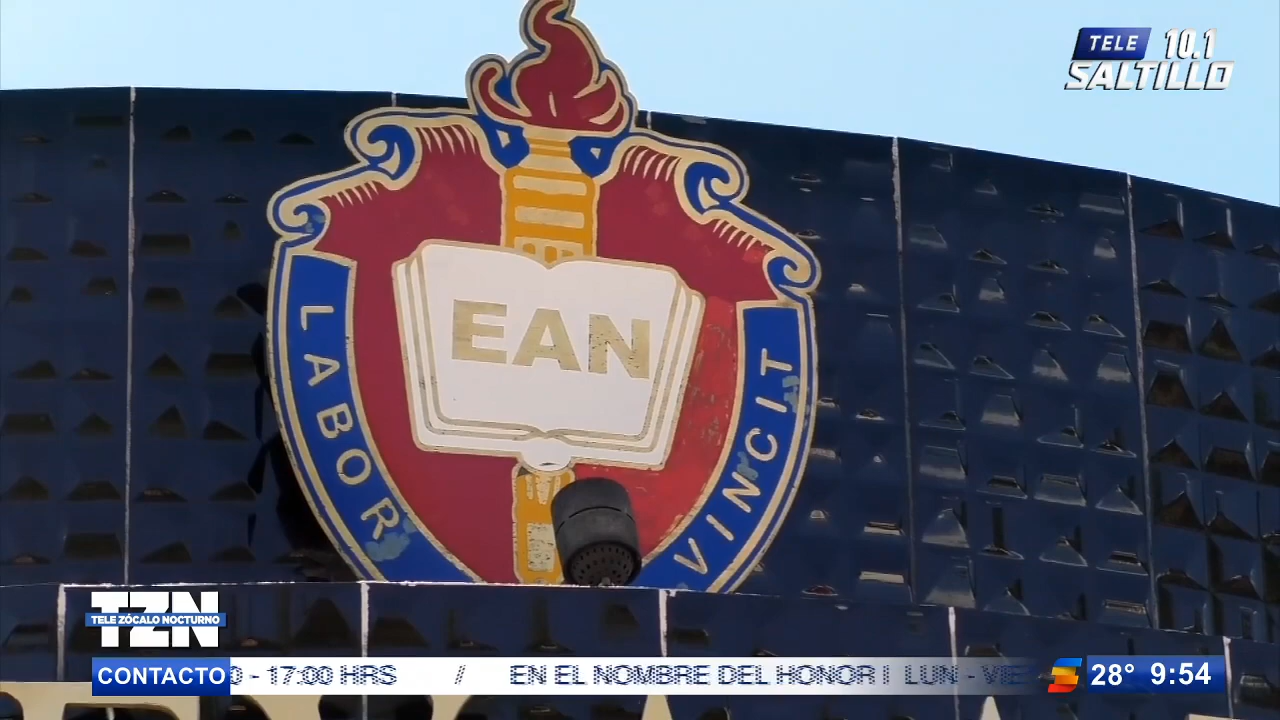 TELE 10.1
SALTILLO
EAN
LABOR
VINCIT
TZN
TELE ZÓCALO NOCTURNO
CONTACTO
- 17:00 HRS / EN EL NOMBRE DEL HONOR I LUN - VIE
28° 9:54